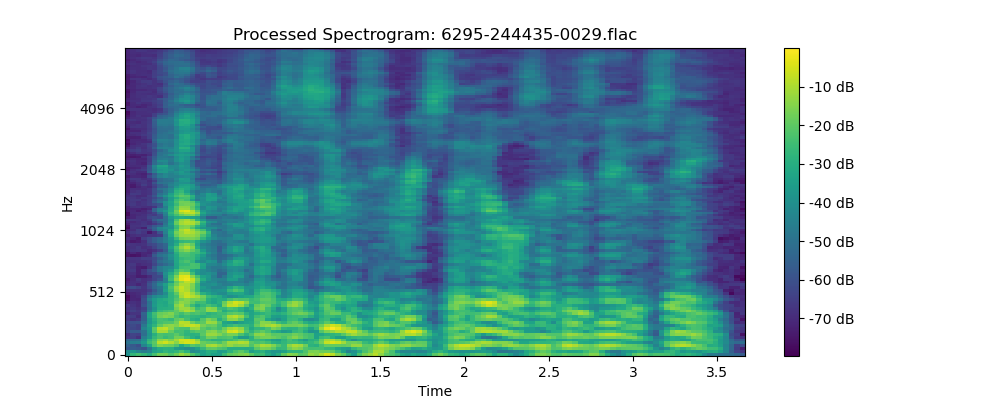 Processed Spectrogram: 6295-244435-0029.flac
4096
2048
1024
512
0
Hz
0 0.5 1 1.5 2 2.5 3 3.5
Time
-10 dB
-20 dB
-30 dB
-40 dB
-50 dB
-60 dB
-70 dB